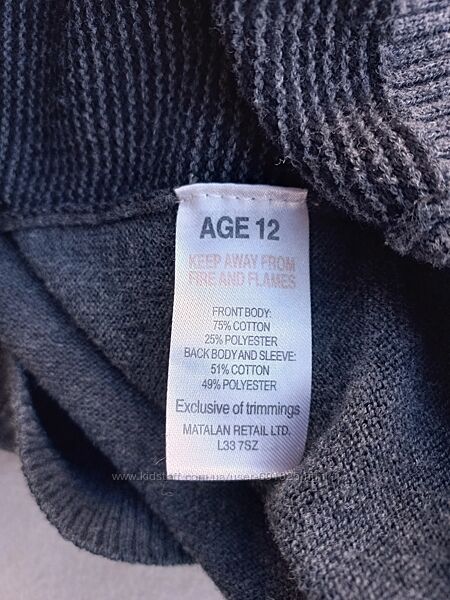 AGE 12
KEEP AWAY FROM
FIRE AND FLAMES
FRONT BODY:
75% COTTON
25% POLYESTER
BACK BODY AND SLEEVE:
51% COTTON
49% POLYESTER
Exclusive of trimmings
MATALAN RETAIL LTD.
L33 7SZ